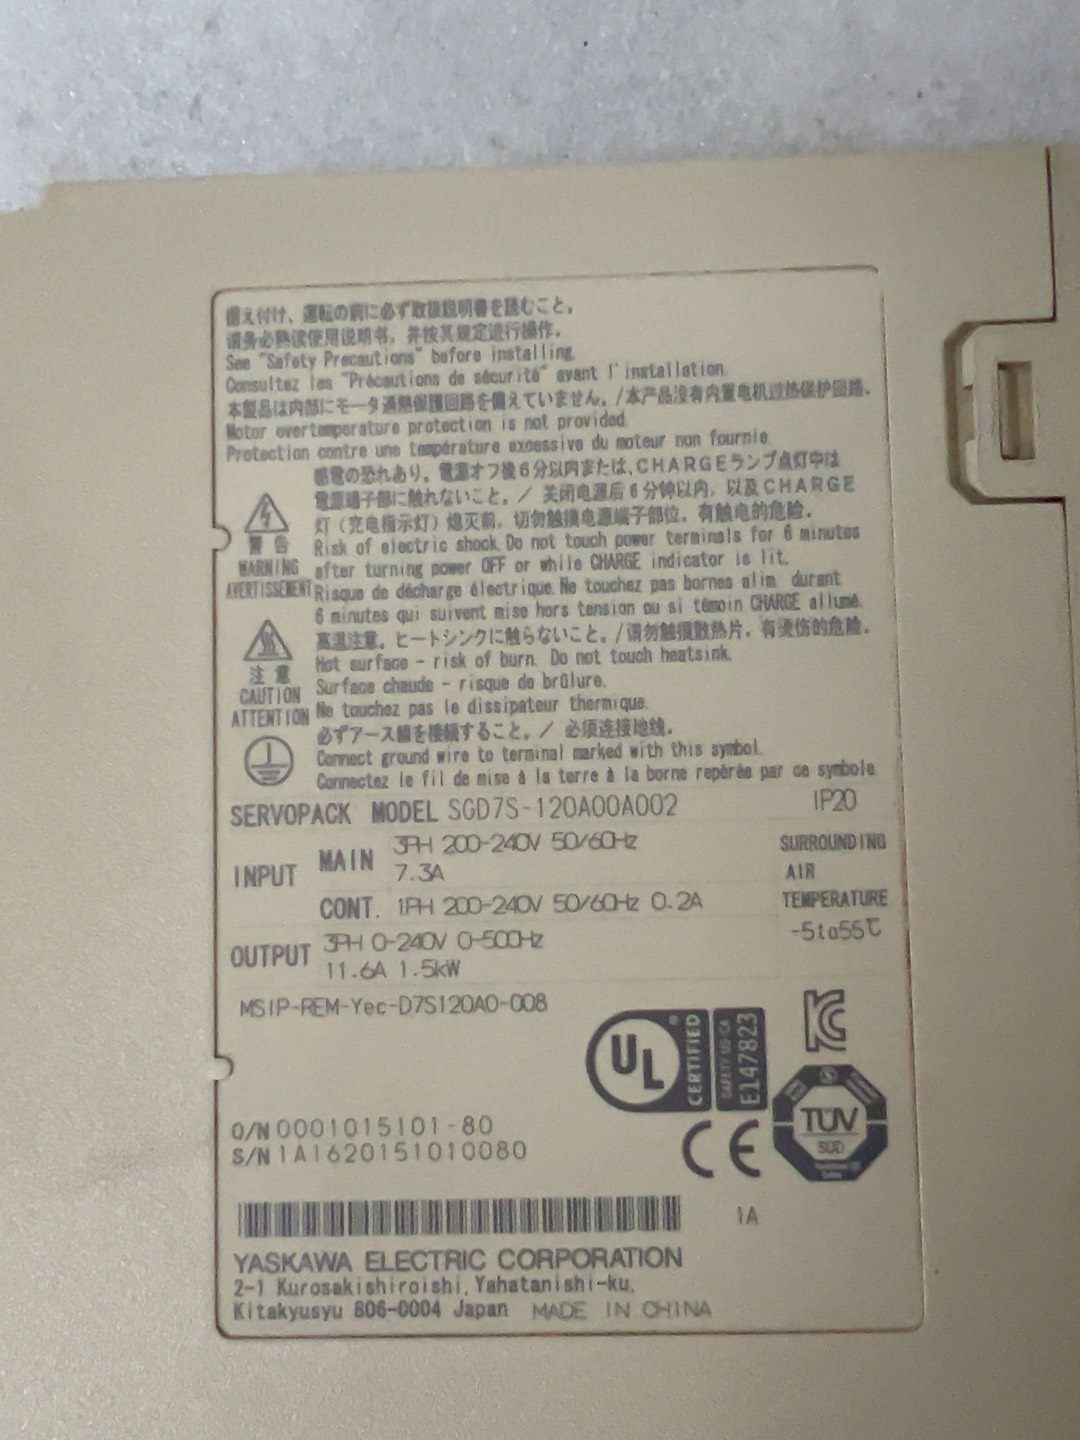 据え付け、運転の前に必ず取扱説明書を読むこと。
请务必熟读使用说明书，并按其规定进行操作。
See "Safety Precautions" before installing.
Consultez les "Précautions de sécurité" avant l'installation.
本製品は内部にモータ過熱保護回路を備えていません。/本产品没有内置电机过热保护回路.
Motor overtemperature protection is not provided.
Protection contre une température excessive du moteur non fournie.
感電の恐れあり。電源オフ後6分以内または、CHARGEランプ点灯中は
電源端子部に触れないこと。/ 关闭电源后6分钟以内，以及CHARGE
灯（充电指示灯）熄灭前，切勿触摸电源端子部位。有触电的危险.
警告
WARNING
AVERTISSEMENT
Risk of electric shock. Do not touch power terminals for 6 minutes
after turning power OFF or while CHARGE indicator is lit.
Risque de décharge électrique. Ne touchez pas bornes alim. durant
6 minutes qui suivent mise hors tension ou si témoin CHARGE allumé.
高温注意。ヒートシンクに触らないこと。/请勿触摸散热片。有烫伤的危险.
注意
CAUTION
ATTENTION
Hot surface - risk of burn. Do not touch heatsink.
Surface chaude - risque de brûlure.
Ne touchez pas le dissipateur thermique.
必ずアース線を接続すること。/ 必须连接地线.
Connect ground wire to terminal marked with this symbol.
Connectez le fil de mise à la terre à la borne repérée par ce symbole
SERVOPACK MODEL SGD7S-120A00A002 IP20
INPUT MAIN 3PH 200-240V 50/60Hz
7.3A
CONT. 1PH 200-240V 50/60Hz 0.2A
SURROUNDING
AIR
TEMPERATURE
-5to55℃
OUTPUT 3PH 0-240V 0-500Hz
11.6A 1.5kW
MSIP-REM-Yec-D7S120A0-008
UL ® CERTIFIED
SAFETY US-CA
E147823
TÜV
SÜD
CE
O/N 0001015101-80
S/N 1A1620151010080
1A
YASKAWA ELECTRIC CORPORATION
2-1 Kurosakishiroishi, Yahatanishi-ku,
Kitakyusyu 806-0004 Japan MADE IN CHINA